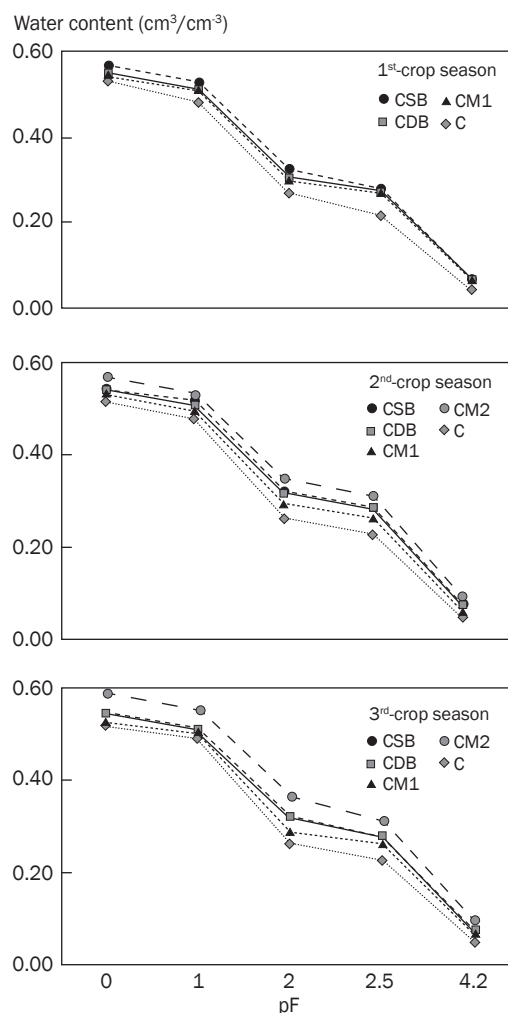 Water content (cm³/cm⁻³)
0.60
0.40
0.20
0.00
1st-crop season
CSB CM1
CDB C
0.60
0.40
0.20
0.00
2nd-crop season
CSB CM2
CDB C
CM1
0.60
0.40
0.20
0.00
3rd-crop season
CSB CM2
CDB C
CM1
0 1 2 2.5 4.2
pF